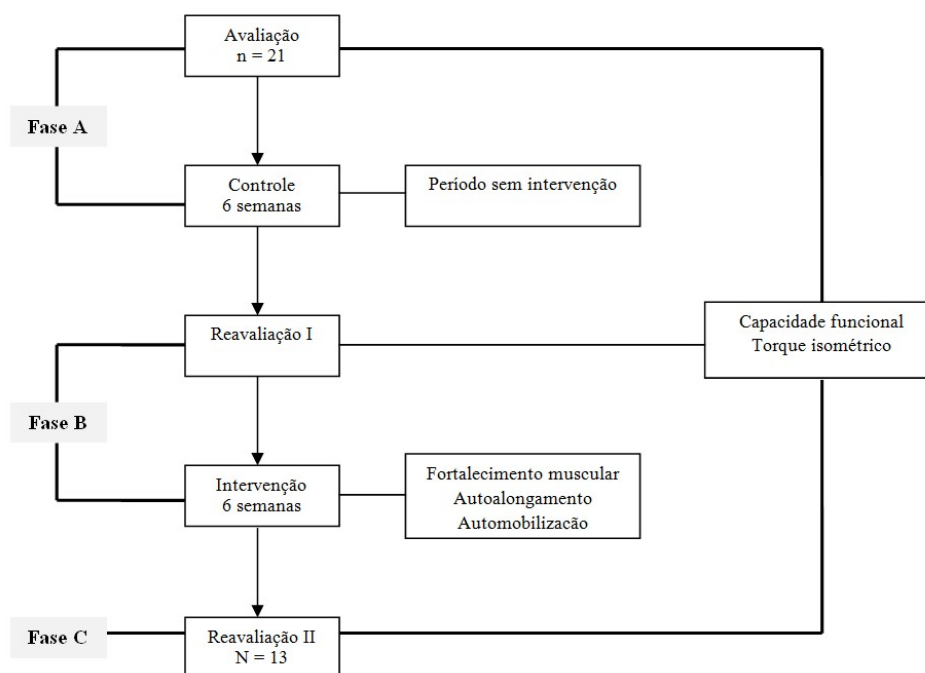 Avaliação
n = 21
Fase A
Controle
6 semanas
Período sem intervenção
Reavaliação I
Capacidade funcional
Torque isométrico
Fase B
Intervenção
6 semanas
Fortalecimento muscular
Autoalongamento
Automobilizacão
Fase C
Reavaliação II
N = 13